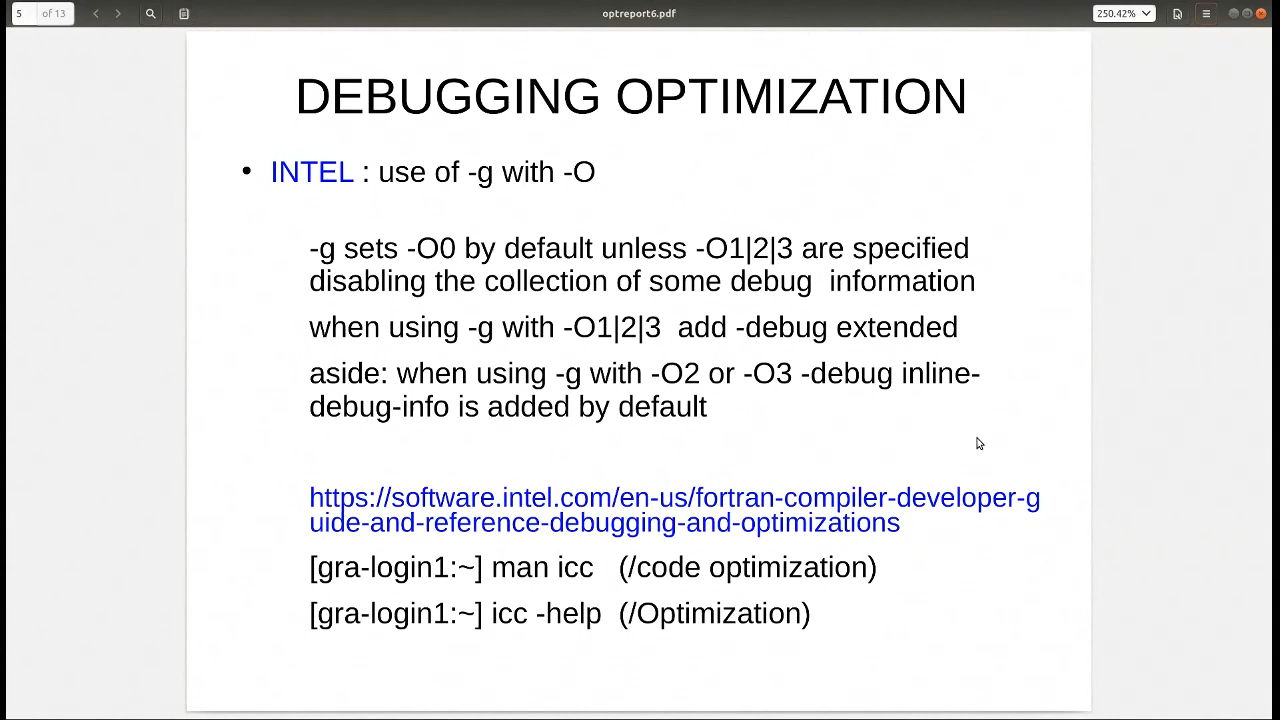 5 of 13
optreport6.pdf
250.42%
DEBUGGING OPTIMIZATION
• INTEL : use of -g with -O
-g sets -O0 by default unless -O1|2|3 are specified
disabling the collection of some debug  information
when using -g with -O1|2|3  add -debug extended
aside: when using -g with -O2 or -O3 -debug inline-
debug-info is added by default
https://software.intel.com/en-us/fortran-compiler-developer-g
uide-and-reference-debugging-and-optimizations
[gra-login1:~] man icc   (/code optimization)
[gra-login1:~] icc -help  (/Optimization)